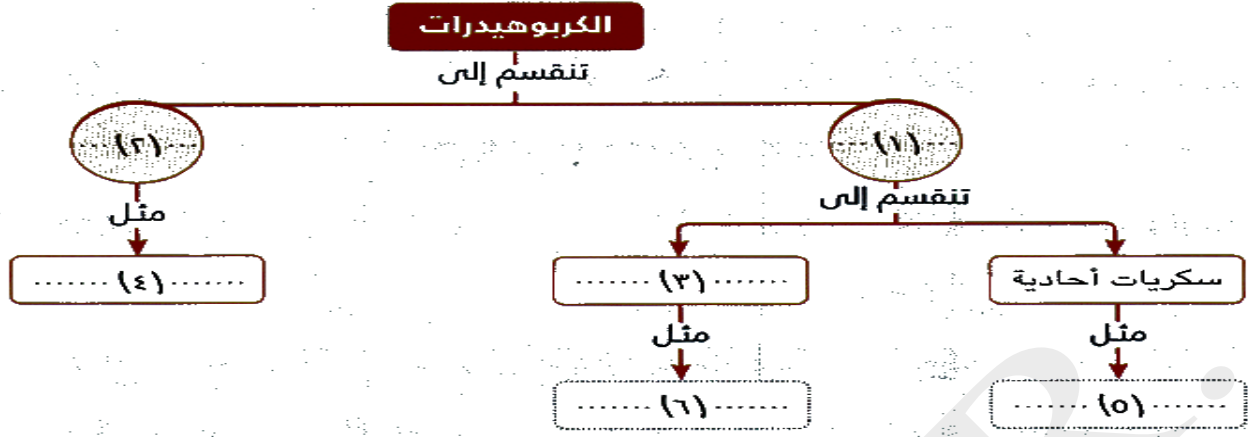 الكربوهيدرات
تنقسم إلى
....(١)....
....(٢)....
تنقسم إلى
مثل
سكريات أحادية
........(٣)........
........(٤)........
مثل
مثل
........(٥)........
........(٦)........